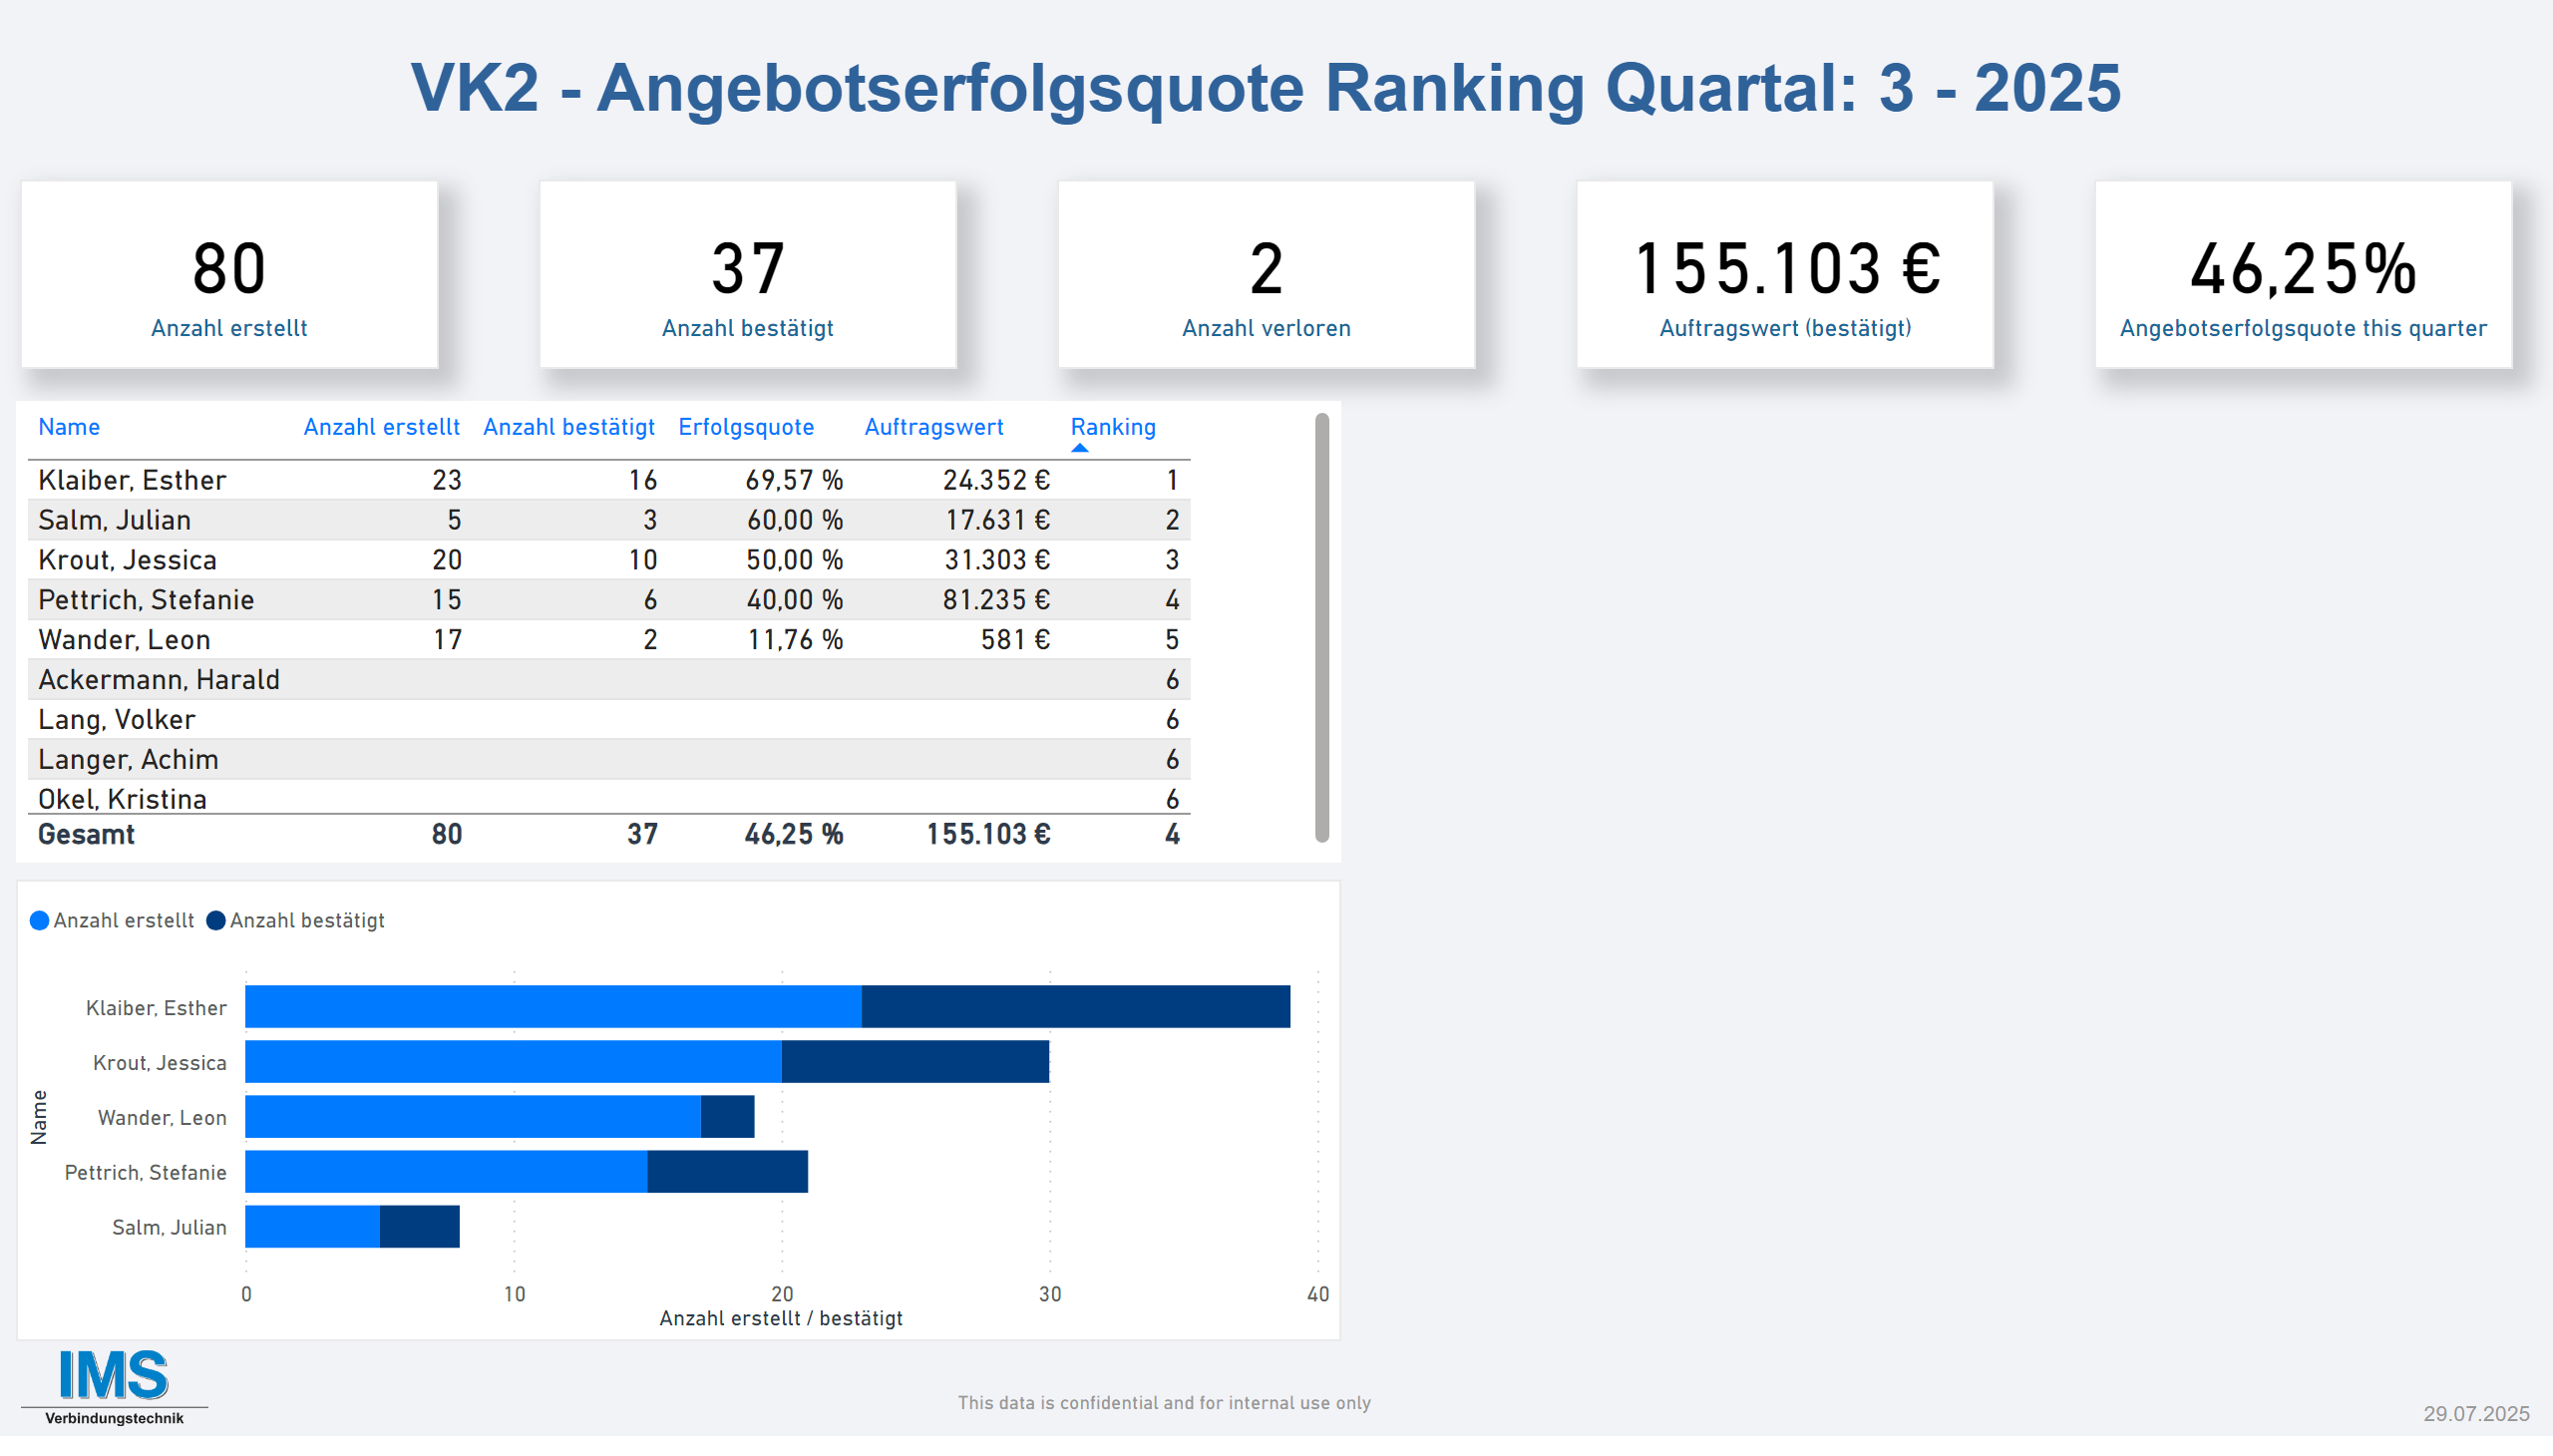 VK2 - Angebotserfolgsquote Ranking Quartal: 3 - 2025
80
Anzahl erstellt
37
Anzahl bestätigt
2
Anzahl verloren
155.103 €
Auftragswert (bestätigt)
46,25%
Angebotserfolgsquote this quarter
Name Anzahl erstellt Anzahl bestätigt Erfolgsquote Auftragswert Ranking
Klaiber, Esther 23 16 69,57 % 24.352 € 1
Salm, Julian 5 3 60,00 % 17.631 € 2
Krout, Jessica 20 10 50,00 % 31.303 € 3
Pettrich, Stefanie 15 6 40,00 % 81.235 € 4
Wander, Leon 17 2 11,76 % 581 € 5
Ackermann, Harald 6
Lang, Volker 6
Langer, Achim 6
Okel, Kristina 6
Gesamt 80 37 46,25 % 155.103 € 4
Anzahl erstellt Anzahl bestätigt
Name
Klaiber, Esther
Krout, Jessica
Wander, Leon
Pettrich, Stefanie
Salm, Julian
0 10 20 30 40
Anzahl erstellt / bestätigt
IMS
Verbindungstechnik
This data is confidential and for internal use only
29.07.2025